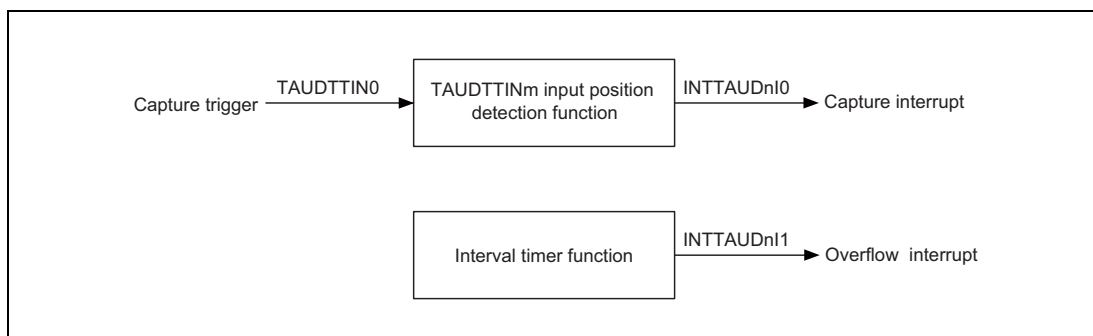 TAUDTTIN0
Capture trigger
TAUDTTINm input position
detection function
INTTAUDnI0
Capture interrupt
Interval timer function
INTTAUDnI1
Overflow interrupt